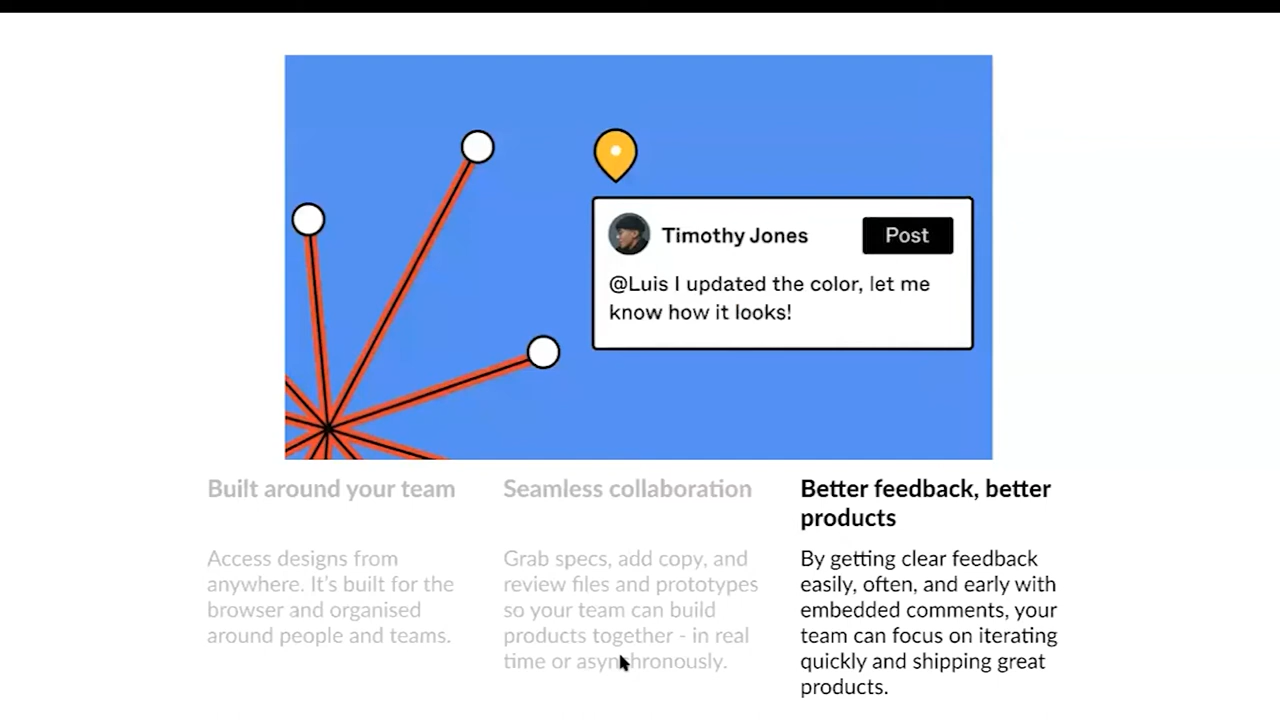 Timothy Jones
Post
@Luis I updated the color, let me
know how it looks!
Built around your team
Access designs from
anywhere. It's built for the
browser and organised
around people and teams.
Seamless collaboration
Grab specs, add copy, and
review files and prototypes
so your team can build
products together - in real
time or asynchronously.
Better feedback, better
products
By getting clear feedback
easily, often, and early with
embedded comments, your
team can focus on iterating
quickly and shipping great
products.